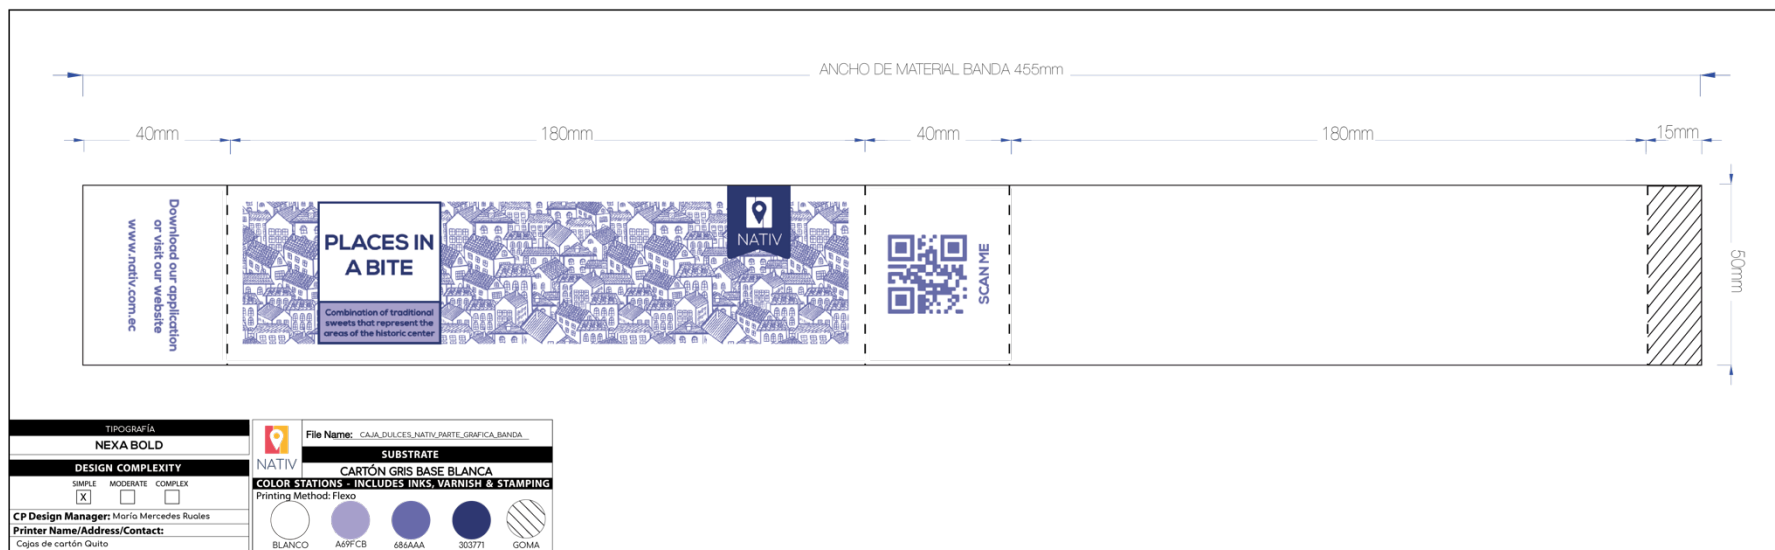 ANCHO DE MATERIAL BANDA 455mm
40mm
180mm
40mm
180mm
15mm
50mm
Download our application
or visit our website
www.nativ.com.ec
PLACES IN
A BITE
Combination of traditional
sweets that represent the
areas of the historic center
NATIV
SCAN ME
TIPOGRAFÍA
NEXA BOLD
DESIGN COMPLEXITY
SIMPLE MODERATE COMPLEX
X
CP Design Manager: María Mercedes Ruales
Printer Name/Address/Contact:
Cajas de cartón Quito
NATIV
File Name: CAJA_DULCES_NATIV_PARTE_GRAFICA_BANDA
SUBSTRATE
CARTÓN GRIS BASE BLANCA
COLOR STATIONS - INCLUDES INKS, VARNISH & STAMPING
Printing Method: Flexo
BLANCO A69FCB 686AAA 303771 GOMA